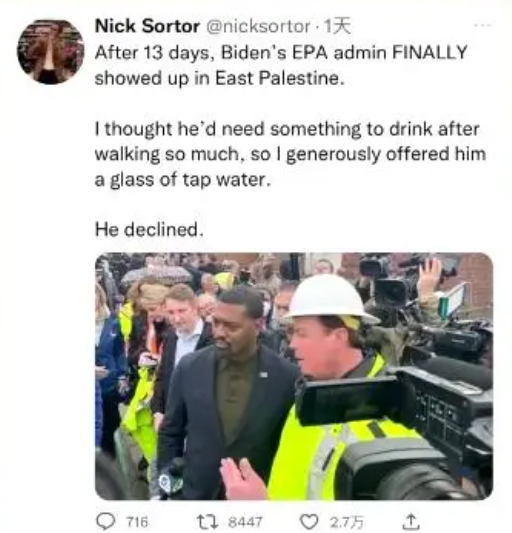 Nick Sortor @nicksortor · 1天
After 13 days, Biden's EPA admin FINALLY
showed up in East Palestine.
I thought he'd need something to drink after
walking so much, so I generously offered him
a glass of tap water.
He declined.
716 8447 2.7万